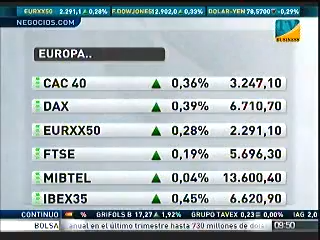 EURXX50 2.291,1 ▲ 0,28% F.DOWJONES 12.902,0 ▲ 0,33% DOLAR-YEN 78,5700 -0,29%
NEGOCIOS.COM
BUSINESS
EUROPA..
CAC 40 ▲ 0,36% 3.247,10
DAX ▲ 0,39% 6.710,70
EURXX50 ▲ 0,28% 2.291,10
FTSE ▲ 0,19% 5.696,30
MIBTEL ▲ 0,04% 13.600,40
IBEX35 ▲ 0,45% 6.620,90
CONTINUO GRIFOLS B 17,27 ▲ 1,92% GRUPO TAVEX 0,23 0,00% IAG 2,0
BOLSA anual en el último trimestre hasta 730 millones de dól 09:50